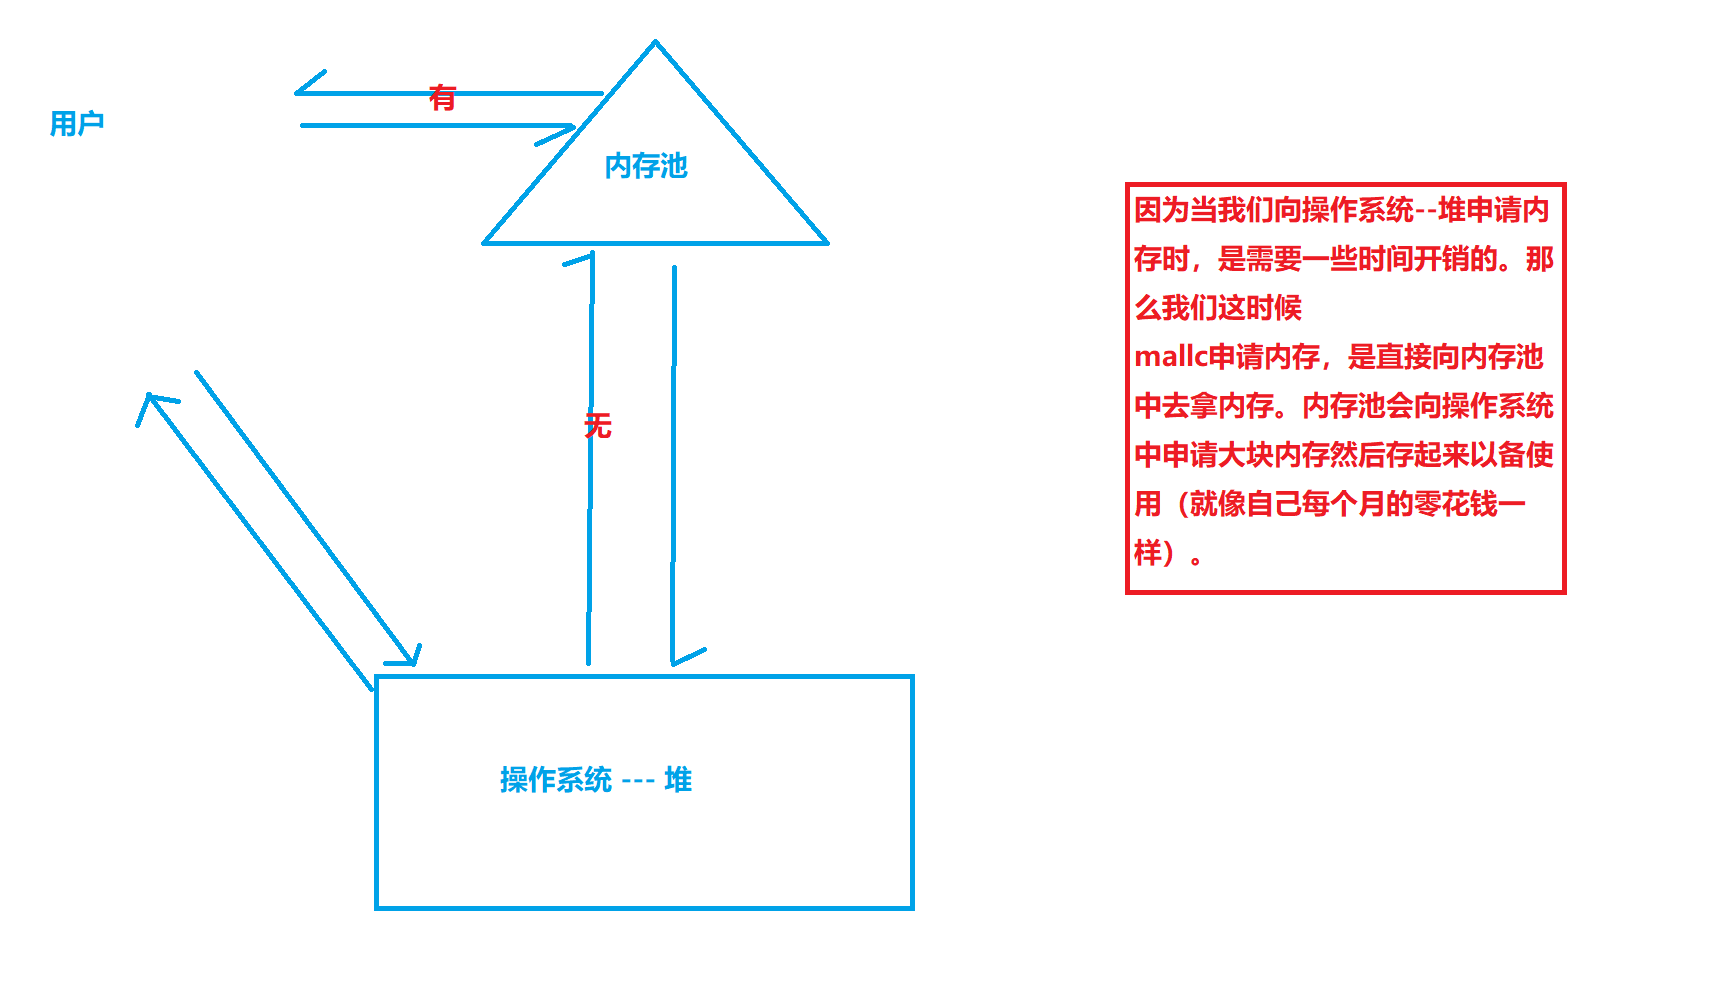 有
用户
内存池
因为当我们向操作系统--堆申请内
存时，是需要一些时间开销的。那
么我们这时候
mallc申请内存，是直接向内存池
中去拿内存。内存池会向操作系统
中申请大块内存然后存起来以备使
用（就像自己每个月的零花钱一
样）。
无
操作系统 --- 堆